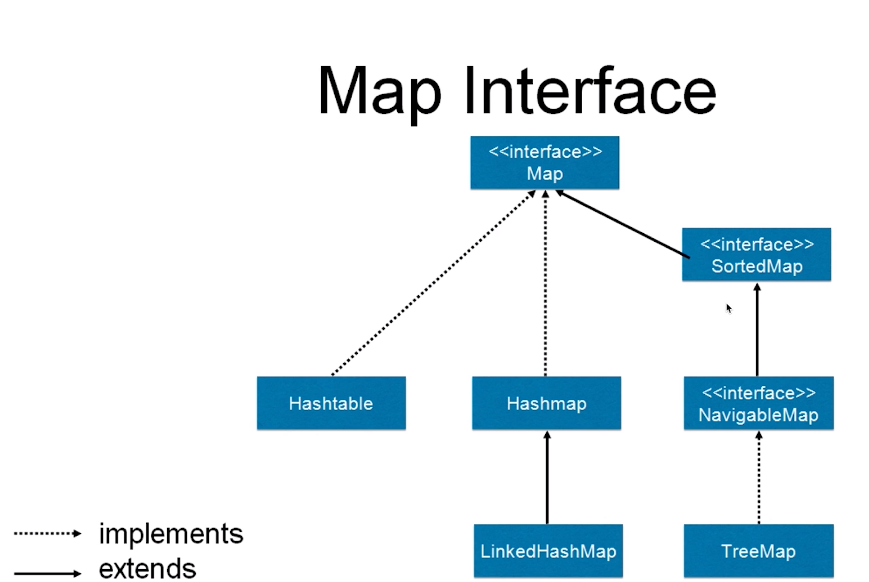 Map Interface
<<interface>>
Map
<<interface>>
SortedMap
Hashtable
Hashmap
<<interface>>
NavigableMap
LinkedHashMap
TreeMap
implements
extends